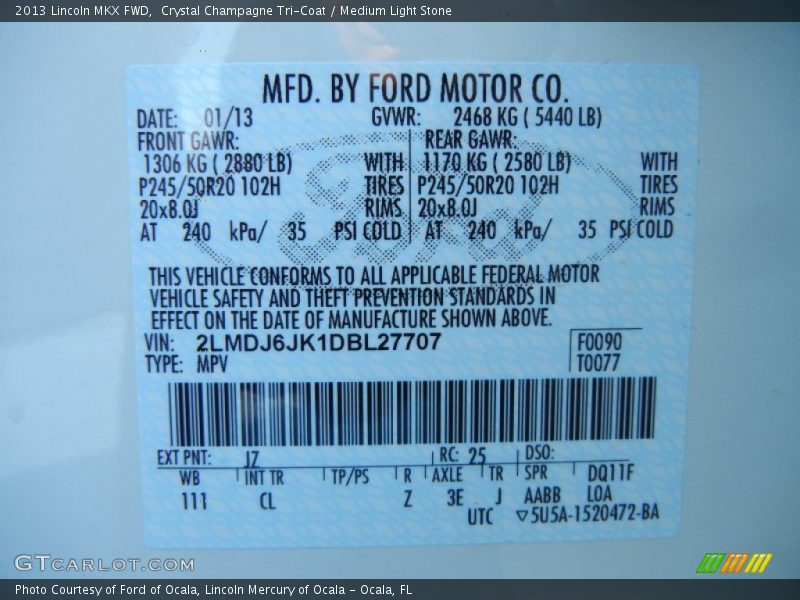 2013 Lincoln MKX FWD,  Crystal Champagne Tri-Coat / Medium Light Stone
MFD. BY FORD MOTOR CO.
DATE: 01/13 GVWR: 2468 KG ( 5440 LB)
FRONT GAWR: REAR GAWR:
1306 KG ( 2880 LB) WITH 1170 KG ( 2580 LB) WITH
P245/50R20 102H TIRES P245/50R20 102H TIRES
20x8.0J RIMS 20x8.0J RIMS
AT 240 kPa/ 35 PSI COLD AT 240 kPa/ 35 PSI COLD
THIS VEHICLE CONFORMS TO ALL APPLICABLE FEDERAL MOTOR
VEHICLE SAFETY AND THEFT PREVENTION STANDARDS IN
EFFECT ON THE DATE OF MANUFACTURE SHOWN ABOVE.
VIN: 2LMDJ6JK1DBL27707 F0090
TYPE: MPV T0077
EXT PNT: JZ RC: 25 DSO:
WB INT TR TP/PS R AXLE TR SPR DQ11F
111 CL Z 3E J AABB LOA
UTC ▽5U5A-1520472-BA
GTCARLOT.COM
Photo Courtesy of Ford of Ocala, Lincoln Mercury of Ocala - Ocala, FL